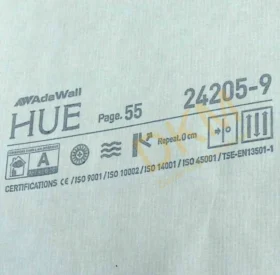 AdaWall
HUE Page. 55 24205-9
A Repeat. 0 cm
CERTIFICATIONS CE / ISO 9001 / ISO 10002 / ISO 14001 / ISO 45001 / TSE-EN13501-1